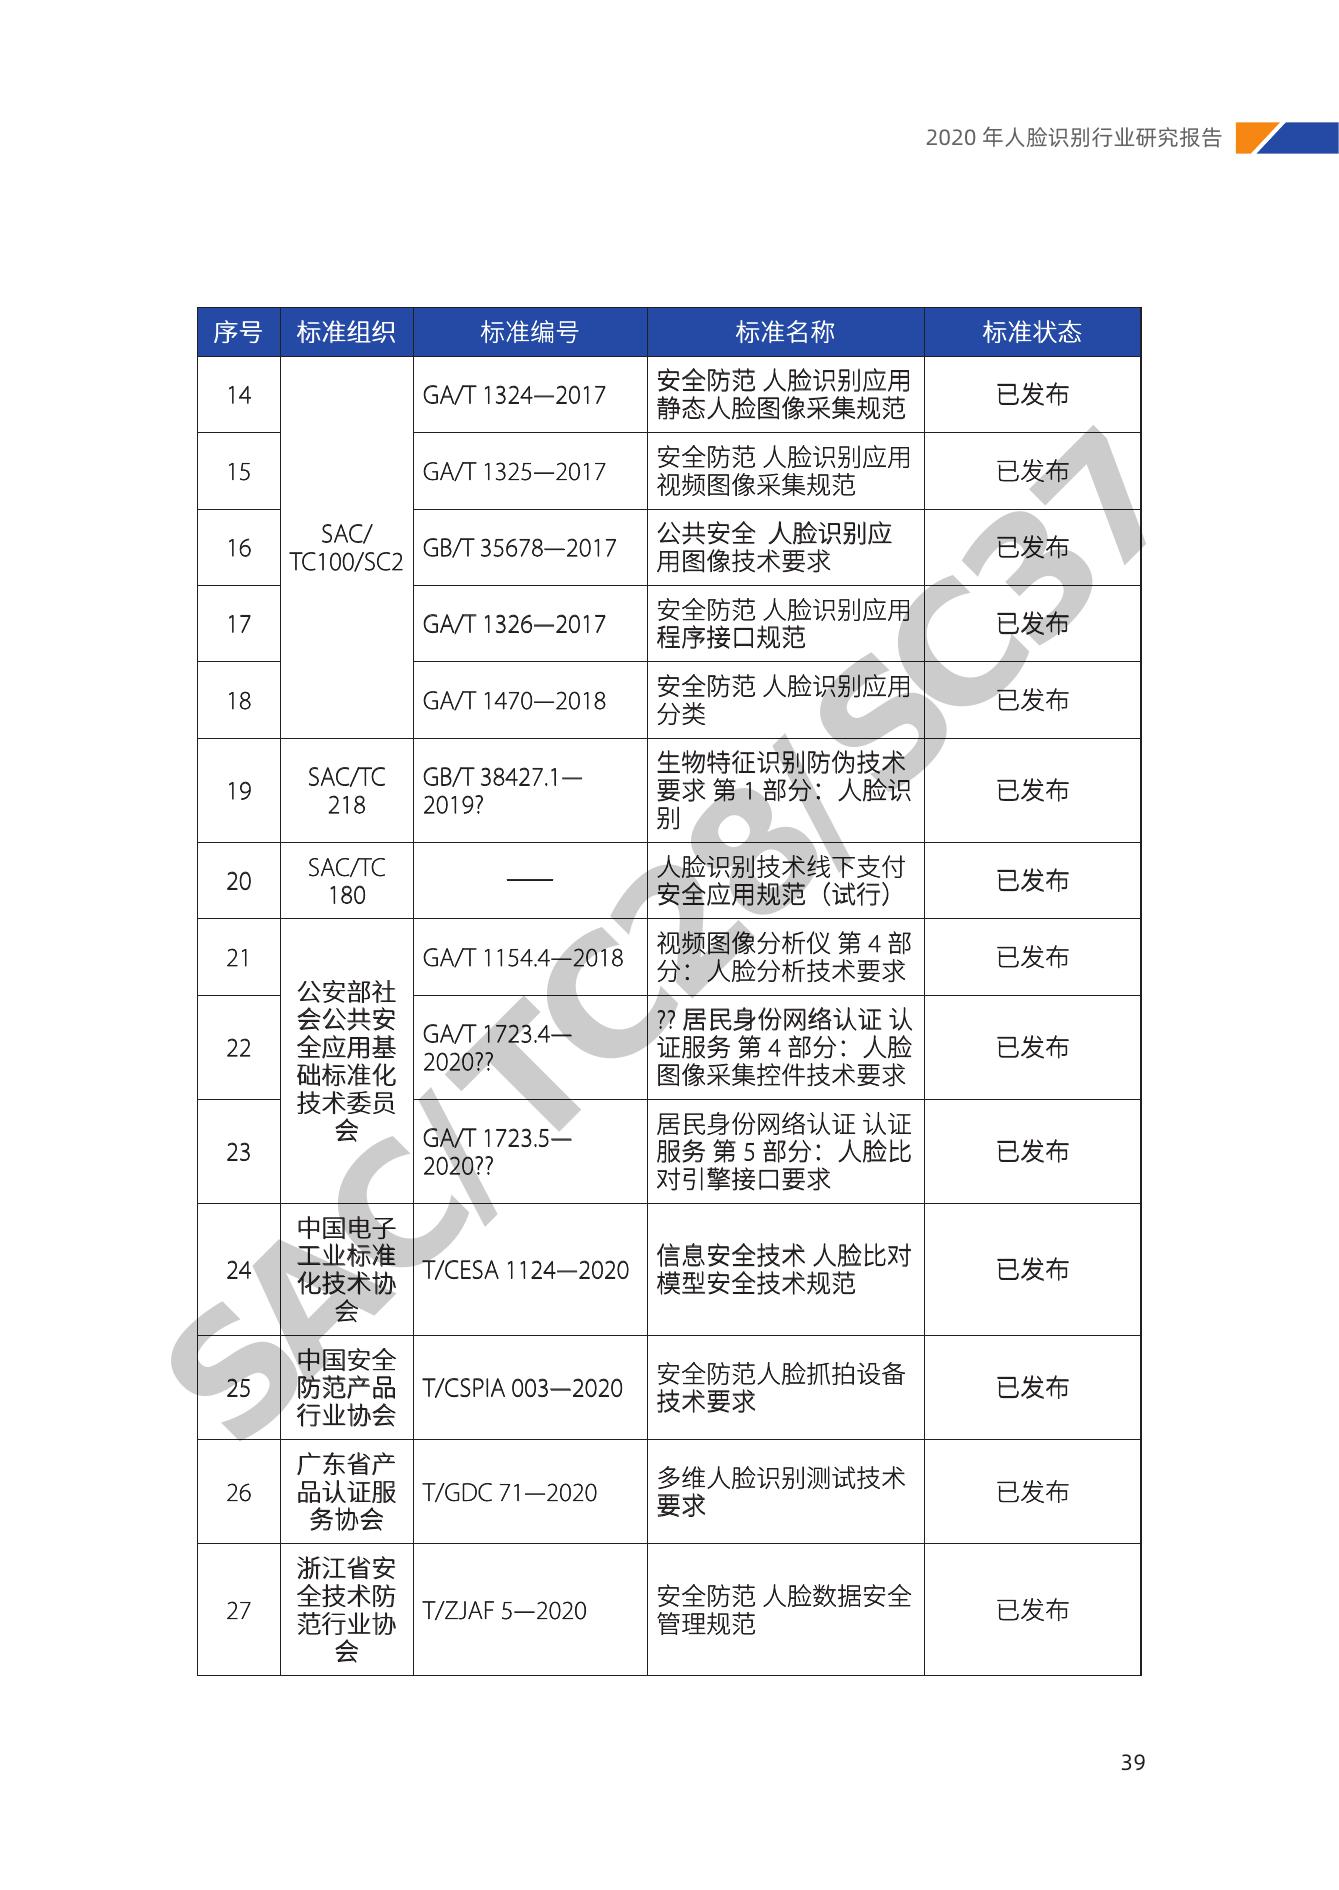 2020 年人脸识别行业研究报告
序号 标准组织 标准编号 标准名称 标准状态
14
SAC/
TC100/SC2
GA/T 1324—2017
安全防范 人脸识别应用
静态人脸图像采集规范
已发布
15
GA/T 1325—2017
安全防范 人脸识别应用
视频图像采集规范
已发布
16
GB/T 35678—2017
公共安全 人脸识别应
用图像技术要求
已发布
17
GA/T 1326—2017
安全防范 人脸识别应用
程序接口规范
已发布
18
GA/T 1470—2018
安全防范 人脸识别应用
分类
已发布
19
SAC/TC
218
GB/T 38427.1—
2019?
生物特征识别防伪技术
要求 第 1 部分：人脸识
别
已发布
20
SAC/TC
180
——
人脸识别技术线下支付
安全应用规范（试行）
已发布
21
公安部社
会公共安
全应用基
础标准化
技术委员
会
GA/T 1154.4—2018
视频图像分析仪 第 4 部
分：人脸分析技术要求
已发布
22
GA/T 1723.4—
2020??
?? 居民身份网络认证 认
证服务 第 4 部分：人脸
图像采集控件技术要求
已发布
23
GA/T 1723.5—
2020??
居民身份网络认证 认证
服务 第 5 部分：人脸比
对引擎接口要求
已发布
24
中国电子
工业标准
化技术协
会
T/CESA 1124—2020
信息安全技术 人脸比对
模型安全技术规范
已发布
25
中国安全
防范产品
行业协会
T/CSPIA 003—2020
安全防范人脸抓拍设备
技术要求
已发布
26
广东省产
品认证服
务协会
T/GDC 71—2020
多维人脸识别测试技术
要求
已发布
27
浙江省安
全技术防
范行业协
会
T/ZJAF 5—2020
安全防范 人脸数据安全
管理规范
已发布
SAC/TC28/SC37
39